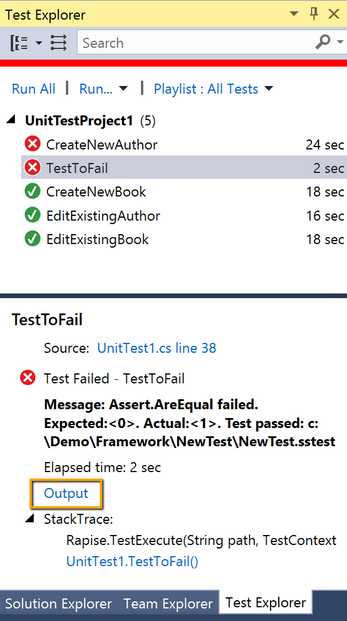 Test Explorer
Search
Run All | Run... | Playlist : All Tests
UnitTestProject1 (5)
CreateNewAuthor 24 sec
TestToFail 2 sec
CreateNewBook 18 sec
EditExistingAuthor 16 sec
EditExistingBook 18 sec
TestToFail
Source: UnitTest1.cs line 38
Test Failed - TestToFail
Message: Assert.AreEqual failed.
Expected:<0>. Actual:<1>. Test passed: c:
\Demo\Framework\NewTest\NewTest.sstest
Elapsed time: 2 sec
Output
StackTrace:
Rapise.TestExecute(String path, TestContext
UnitTest1.TestToFail()
Solution Explorer Team Explorer Test Explorer